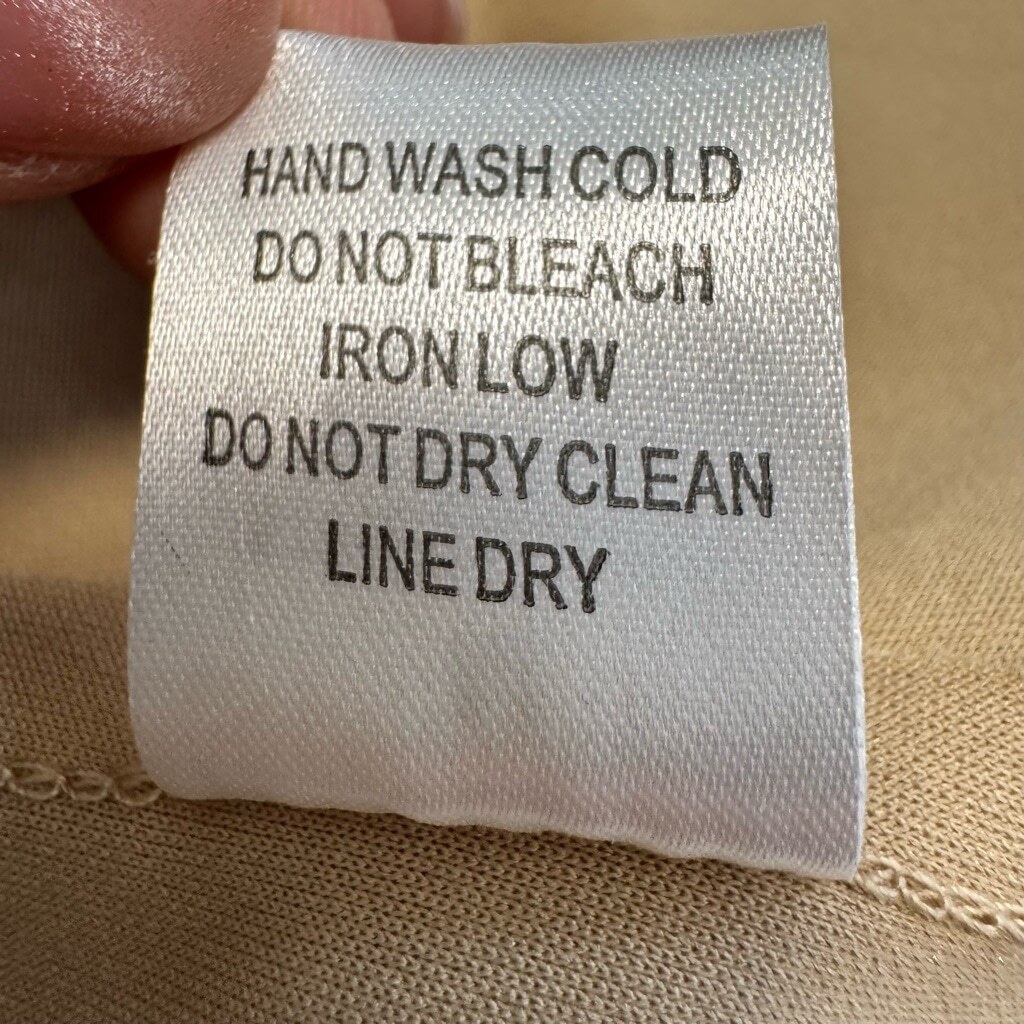 HAND WASH COLD
DO NOT BLEACH
IRON LOW
DO NOT DRY CLEAN
LINE DRY